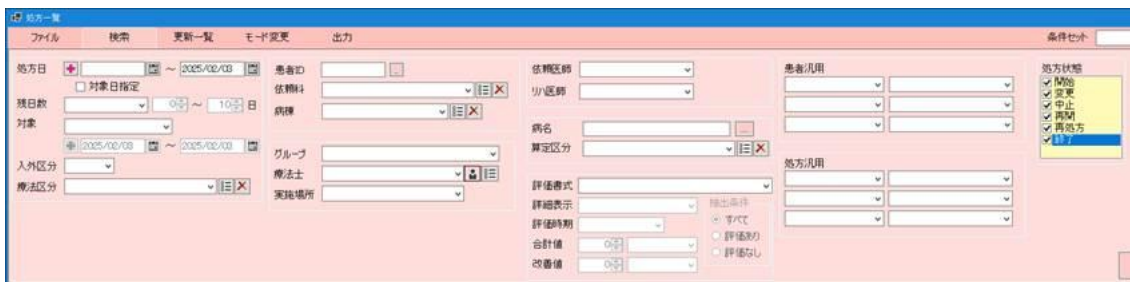 処方一覧
ファイル 検索 更新一覧 モード変更 出力 条件セット
処方日 ～ 2025/02/03
対象日指定
残日数 0 ～ 10 日
対象
2025/02/03 ～ 2025/02/03
入外区分
療法区分
患者ID
依頼科
病棟
グループ
療法士
実施場所
依頼医師
リハ医師
病名
算定区分
評価書式
詳細表示
評価時期
合計値 0
改善値 0
抽出条件
すべて
評価あり
評価なし
患者汎用
処方汎用
処方状態
開始
変更
中止
再開
再処方
終了